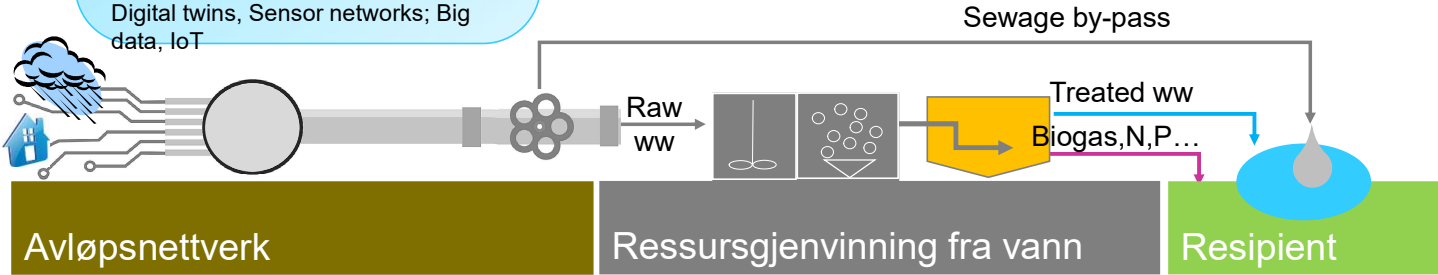 Digital twins, Sensor networks; Big
data, IoT
Sewage by-pass
Raw
ww
Treated ww
Biogas,N,P…
Avløpsnettverk
Ressursgjenvinning fra vann
Resipient